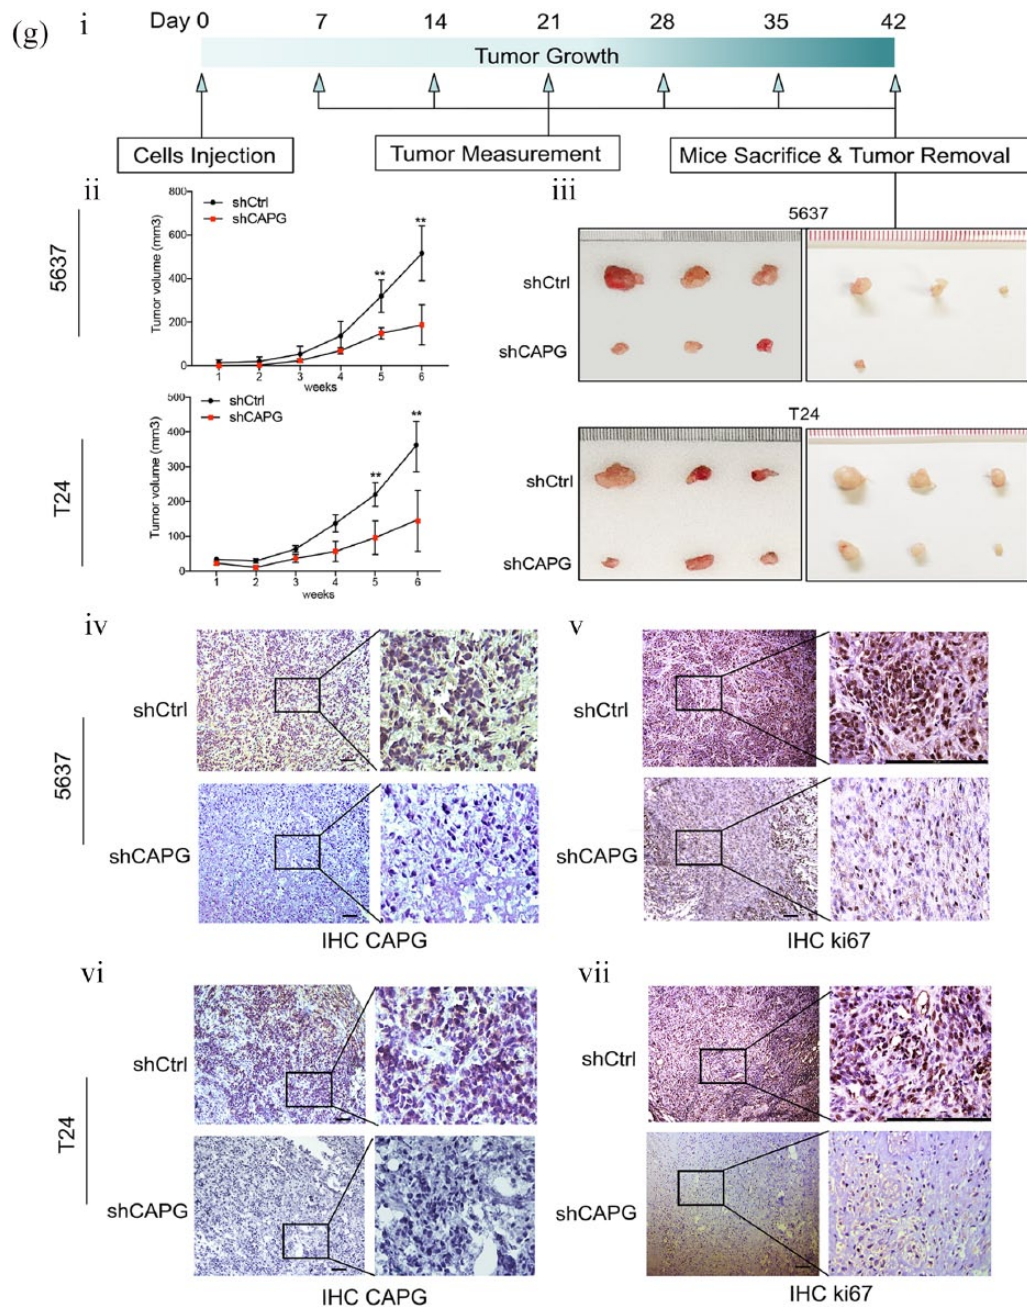 (g)
i
Day 0 7 14 21 28 35 42
Tumor Growth
Cells Injection
Tumor Measurement
Mice Sacrifice & Tumor Removal
ii
5637
Tumor volume (mm3)
800
600
400
200
0
shCtrl
shCAPG
**
**
1 2 3 4 5 6
weeks
T24
Tumor volume (mm3)
500
400
300
200
100
0
shCtrl
shCAPG
**
**
1 2 3 4 5 6
weeks
iii
5637
shCtrl
shCAPG
T24
shCtrl
shCAPG
iv
5637
shCtrl
shCAPG
IHC CAPG
v
shCtrl
shCAPG
IHC ki67
vi
T24
shCtrl
shCAPG
IHC CAPG
vii
shCtrl
shCAPG
IHC ki67